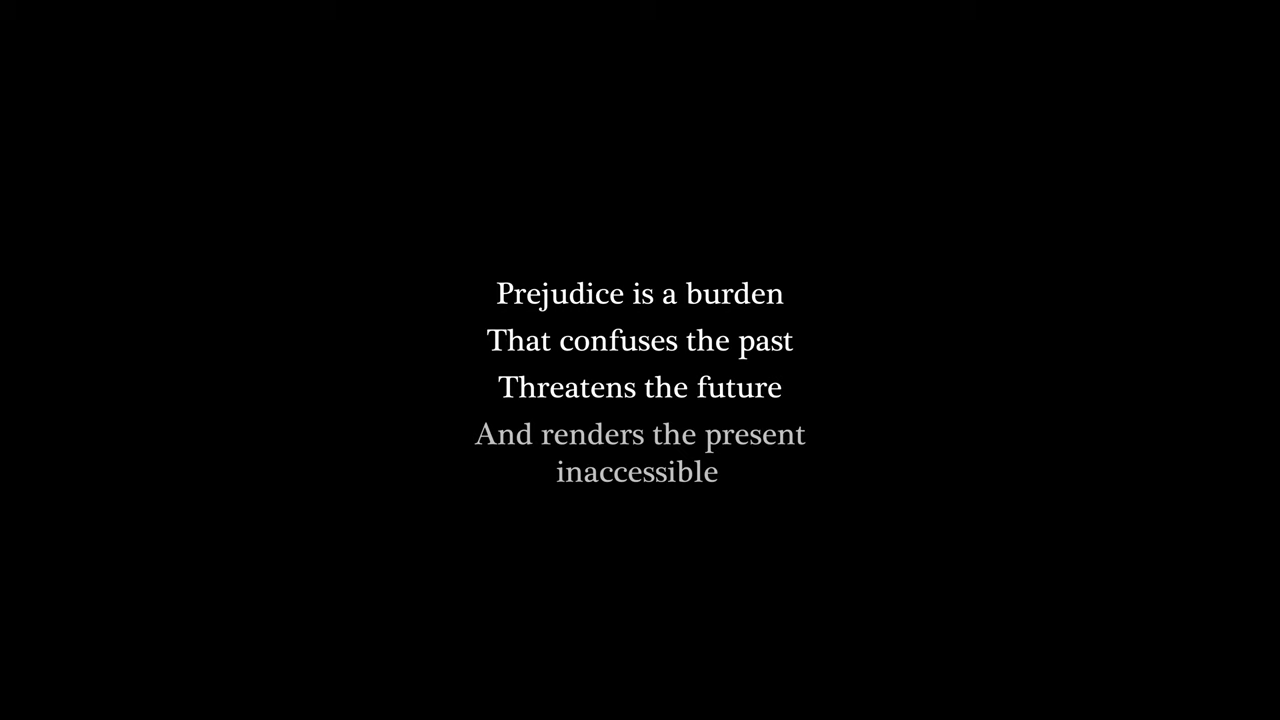 Prejudice is a burden
That confuses the past
Threatens the future
And renders the present
inaccessible